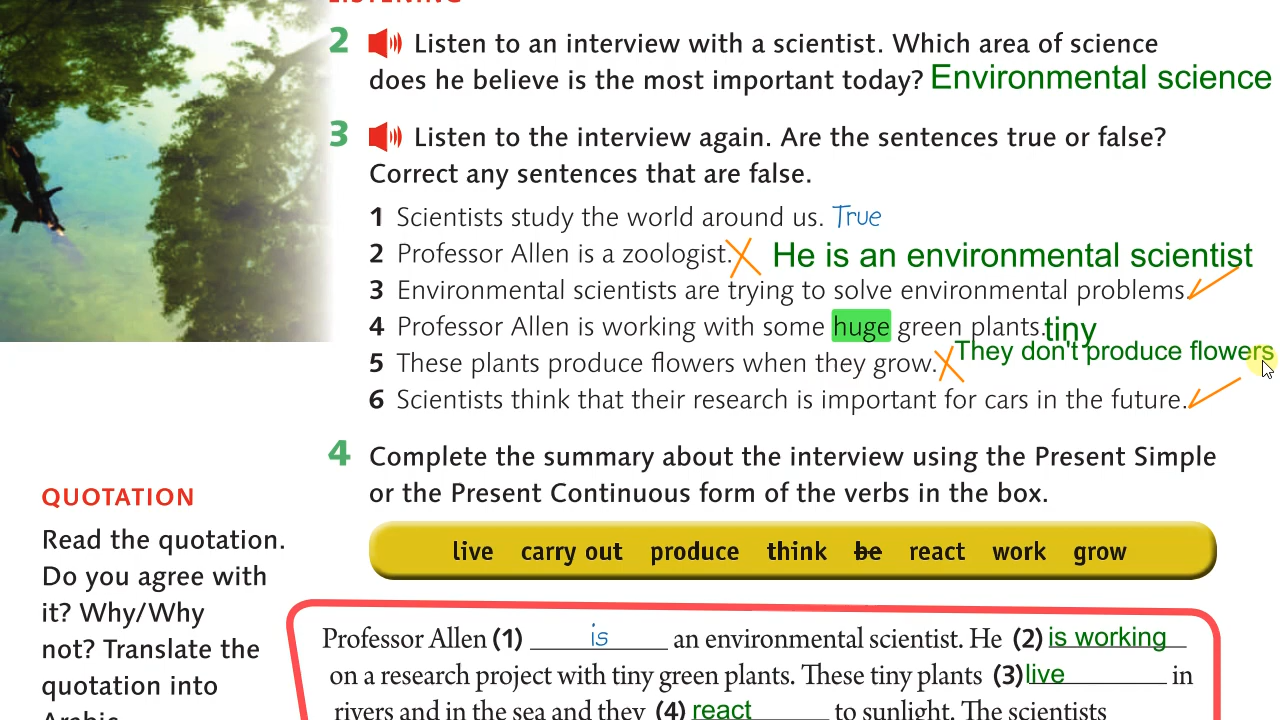 LISTENING
2 Listen to an interview with a scientist. Which area of science
does he believe is the most important today? Environmental science
3 Listen to the interview again. Are the sentences true or false?
Correct any sentences that are false.
1 Scientists study the world around us. True
2 Professor Allen is a zoologist. He is an environmental scientist
3 Environmental scientists are trying to solve environmental problems.
4 Professor Allen is working with some huge green plants. tiny
5 These plants produce flowers when they grow. They don't produce flowers
6 Scientists think that their research is important for cars in the future.
4 Complete the summary about the interview using the Present Simple
or the Present Continuous form of the verbs in the box.
live carry out produce think be react work grow
QUOTATION
Read the quotation.
Do you agree with
it? Why/Why
not? Translate the
quotation into
Arabic.
Professor Allen (1) is an environmental scientist. He (2) is working
on a research project with tiny green plants. These tiny plants (3) live in
rivers and in the sea and they (4) react to sunlight. The scientists